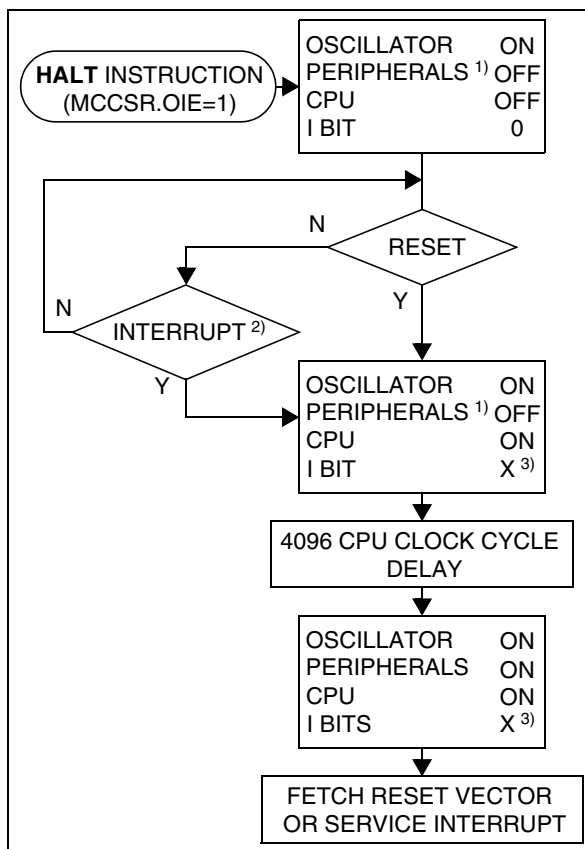 HALT INSTRUCTION
(MCCSR.OIE=1)
OSCILLATOR ON
PERIPHERALS 1) OFF
CPU OFF
I BIT 0
N
RESET
Y
N
INTERRUPT 2)
Y
OSCILLATOR ON
PERIPHERALS 1) OFF
CPU ON
I BIT X 3)
4096 CPU CLOCK CYCLE
DELAY
OSCILLATOR ON
PERIPHERALS ON
CPU ON
I BITS X 3)
FETCH RESET VECTOR
OR SERVICE INTERRUPT